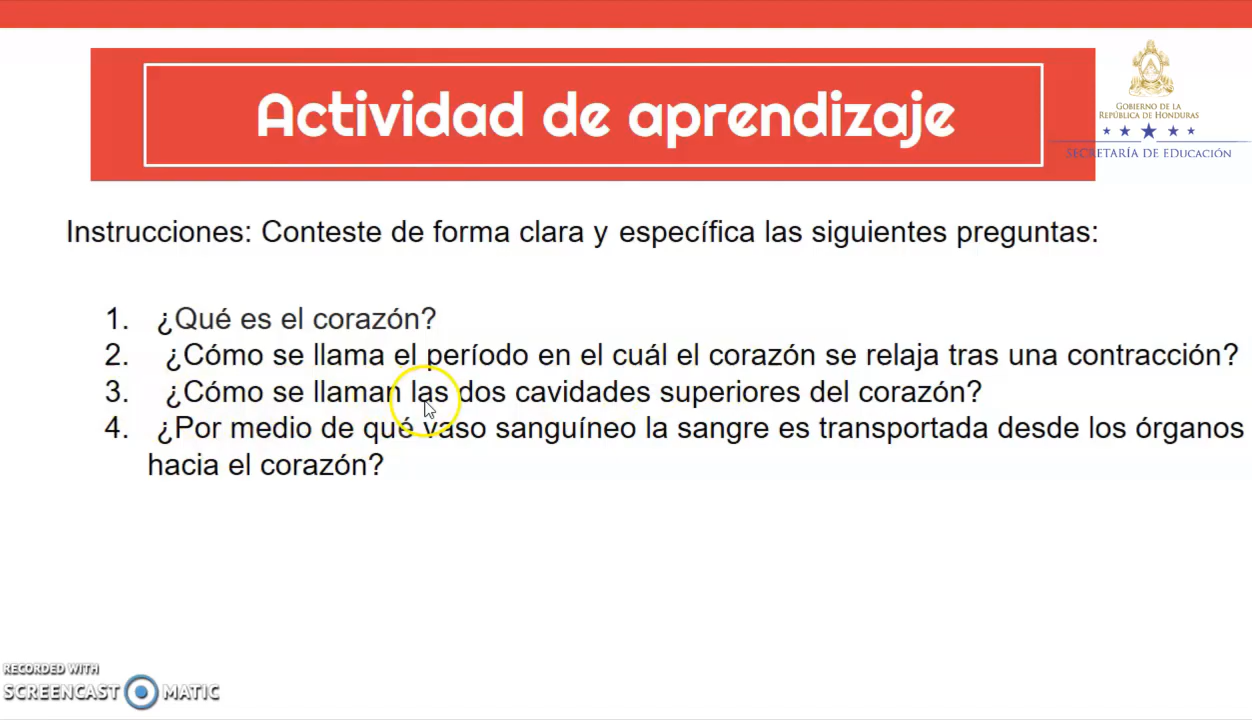 Actividad de aprendizaje
GOBIERNO DE LA
REPÚBLICA DE HONDURAS
SECRETARÍA DE EDUCACIÓN
Instrucciones: Conteste de forma clara y específica las siguientes preguntas:
1. ¿Qué es el corazón?
2. ¿Cómo se llama el período en el cuál el corazón se relaja tras una contracción?
3. ¿Cómo se llaman las dos cavidades superiores del corazón?
4. ¿Por medio de qué vaso sanguíneo la sangre es transportada desde los órganos
hacia el corazón?
RECORDED WITH
SCREENCAST MATIC